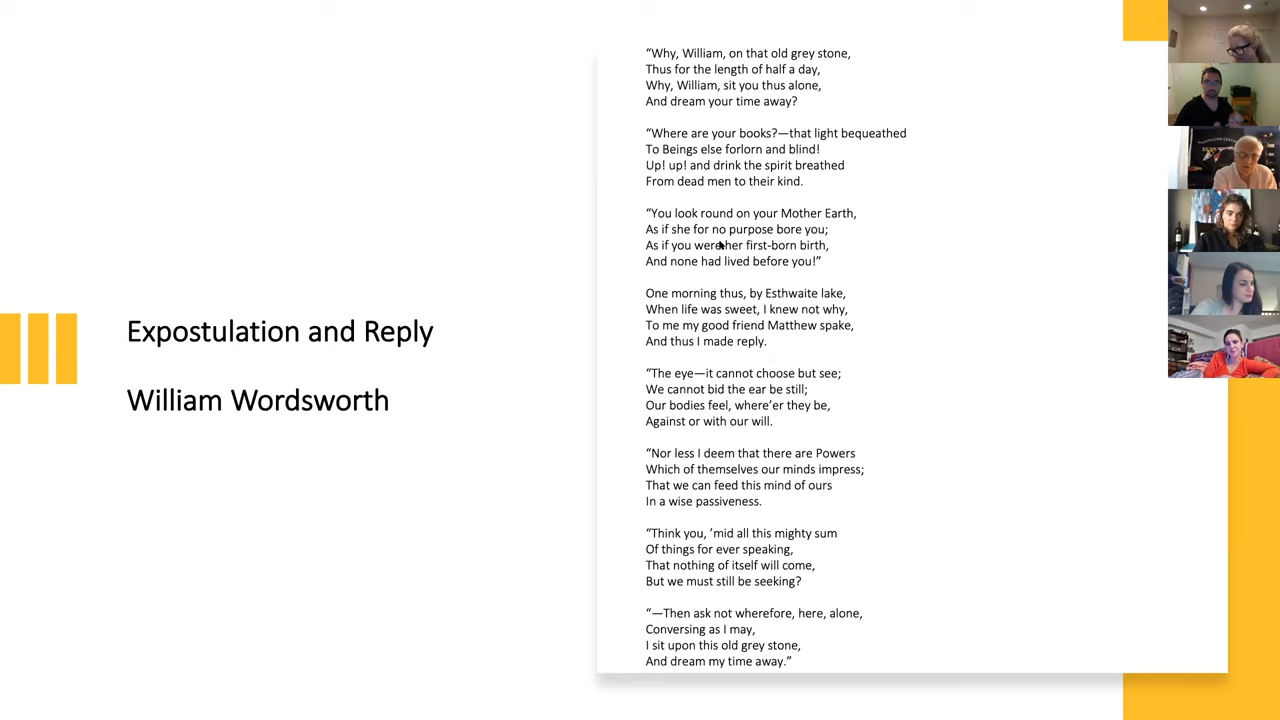 Expostulation and Reply
William Wordsworth
“Why, William, on that old grey stone,
Thus for the length of half a day,
Why, William, sit you thus alone,
And dream your time away?
“Where are your books?—that light bequeathed
To Beings else forlorn and blind!
Up! up! and drink the spirit breathed
From dead men to their kind.
“You look round on your Mother Earth,
As if she for no purpose bore you;
As if you were her first-born birth,
And none had lived before you!”
One morning thus, by Esthwaite lake,
When life was sweet, I knew not why,
To me my good friend Matthew spake,
And thus I made reply.
“The eye—it cannot choose but see;
We cannot bid the ear be still;
Our bodies feel, where’er they be,
Against or with our will.
“Nor less I deem that there are Powers
Which of themselves our minds impress;
That we can feed this mind of ours
In a wise passiveness.
“Think you, ’mid all this mighty sum
Of things for ever speaking,
That nothing of itself will come,
But we must still be seeking?
“—Then ask not wherefore, here, alone,
Conversing as I may,
I sit upon this old grey stone,
And dream my time away.”